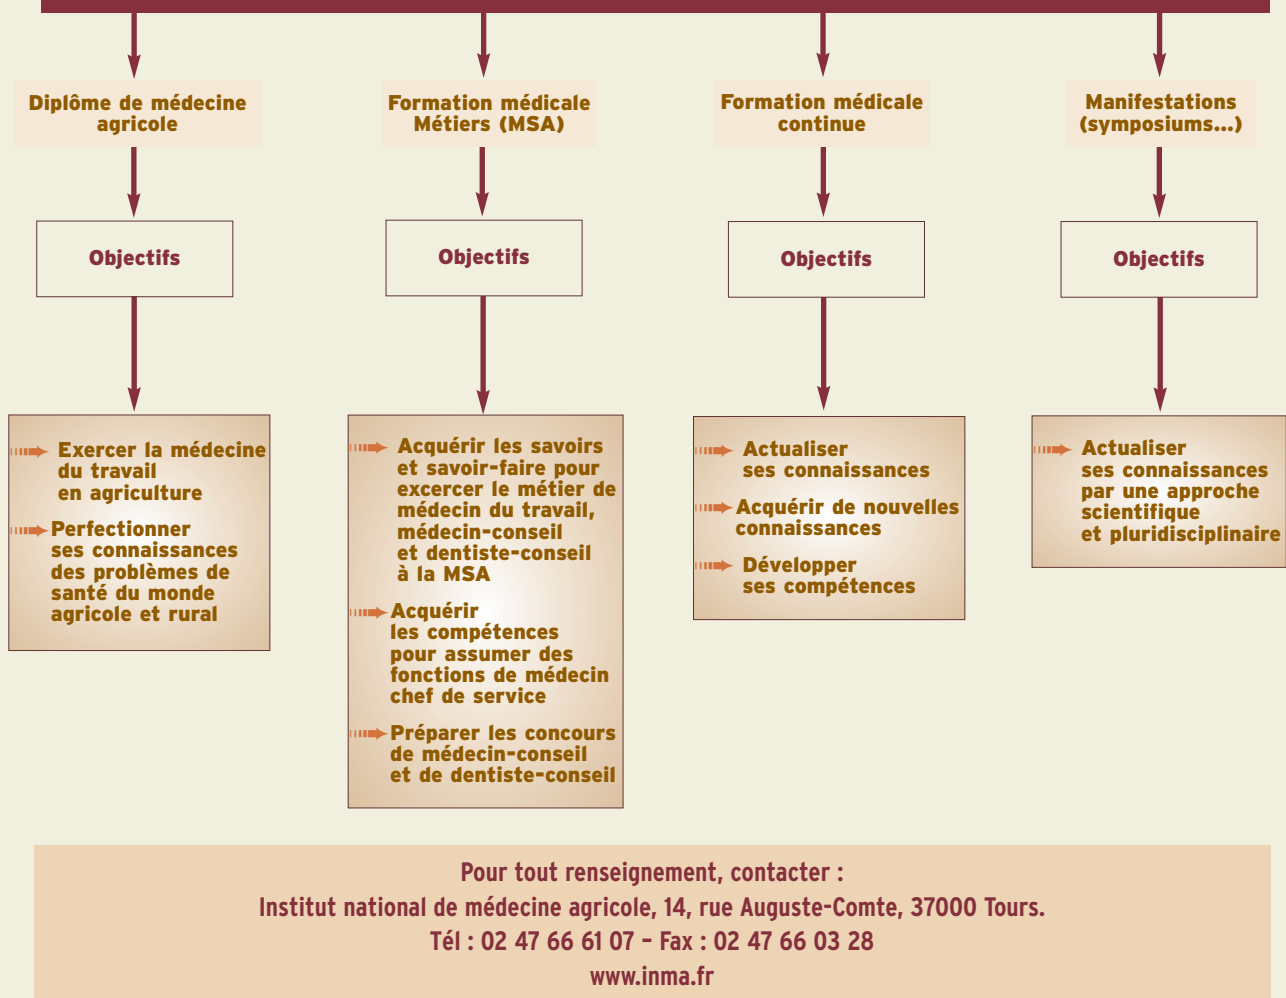 Diplôme de médecine
agricole
Formation médicale
Métiers (MSA)
Formation médicale
continue
Manifestations
(symposiums...)
Objectifs
Objectifs
Objectifs
Objectifs
Exercer la médecine
du travail
en agriculture
Perfectionner
ses connaissances
des problèmes de
santé du monde
agricole et rural
Acquérir les savoirs
et savoir-faire pour
excercer le métier de
médecin du travail,
médecin-conseil
et dentiste-conseil
à la MSA
Acquérir
les compétences
pour assumer des
fonctions de médecin
chef de service
Préparer les concours
de médecin-conseil
et de dentiste-conseil
Actualiser
ses connaissances
Acquérir de nouvelles
connaissances
Développer
ses compétences
Actualiser
ses connaissances
par une approche
scientifique
et pluridisciplinaire
Pour tout renseignement, contacter :
Institut national de médecine agricole, 14, rue Auguste-Comte, 37000 Tours.
Tél : 02 47 66 61 07 – Fax : 02 47 66 03 28
www.inma.fr